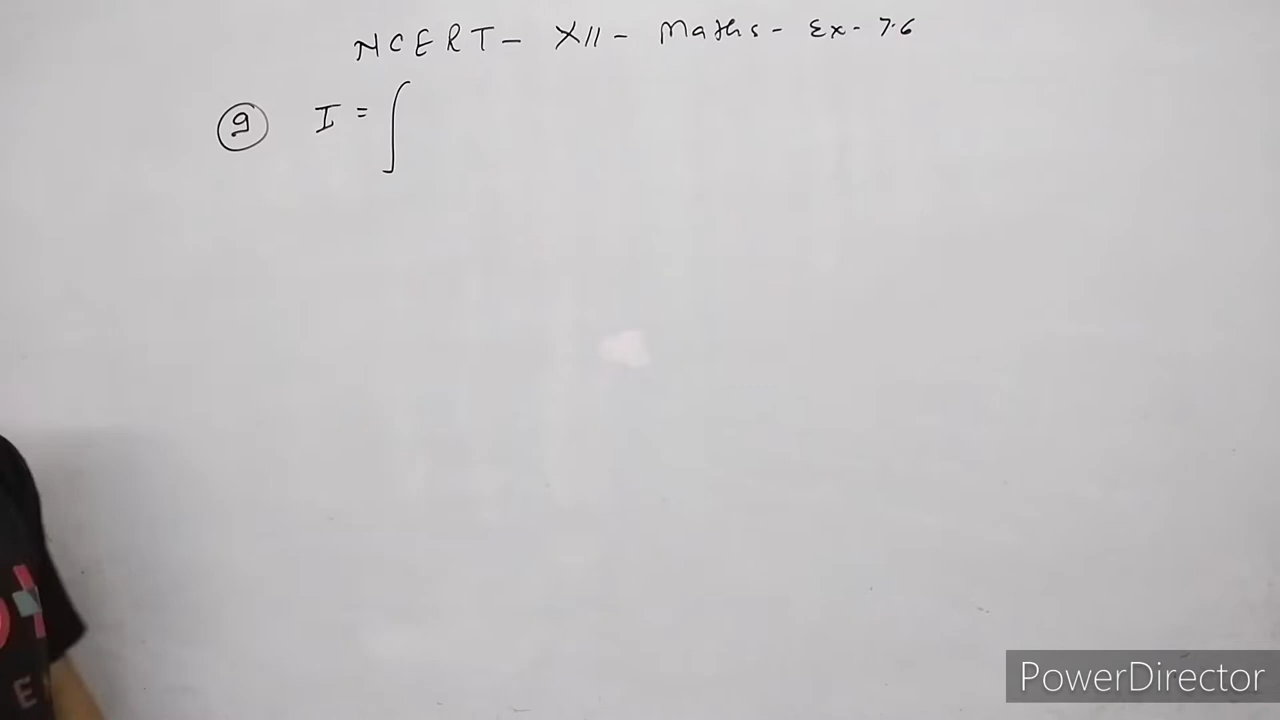 NCERT - XII - Maths - Ex - 7.6
9 I = ∫
E
PowerDirector